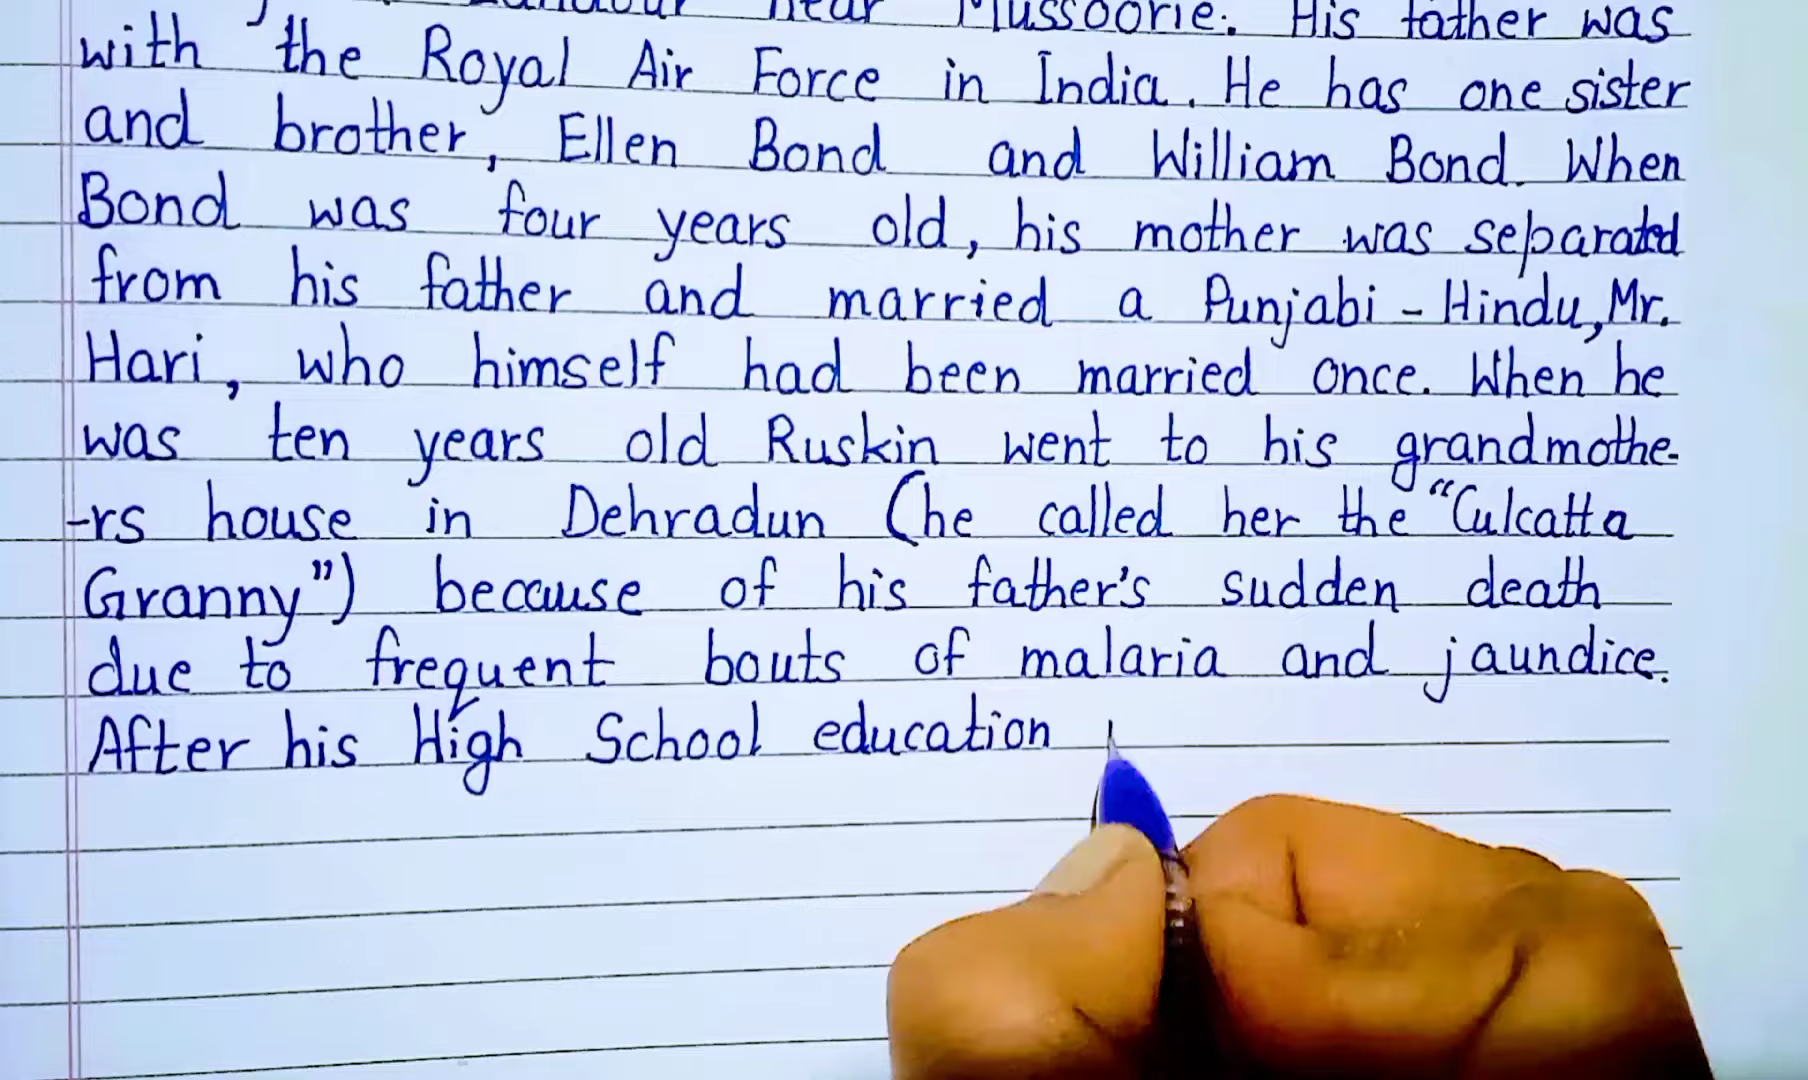 Landour near Mussoorie. His father was
with the Royal Air Force in India. He has one sister
and brother, Ellen Bond and William Bond. When
Bond was four years old, his mother was separated
from his father and married a Punjabi - Hindu, Mr.
Hari, who himself had been married once. When he
was ten years old Ruskin went to his grandmothe-
-rs house in Dehradun (he called her the "Culcatta
Granny") because of his father's sudden death
due to frequent bouts of malaria and jaundice.
After his High School education